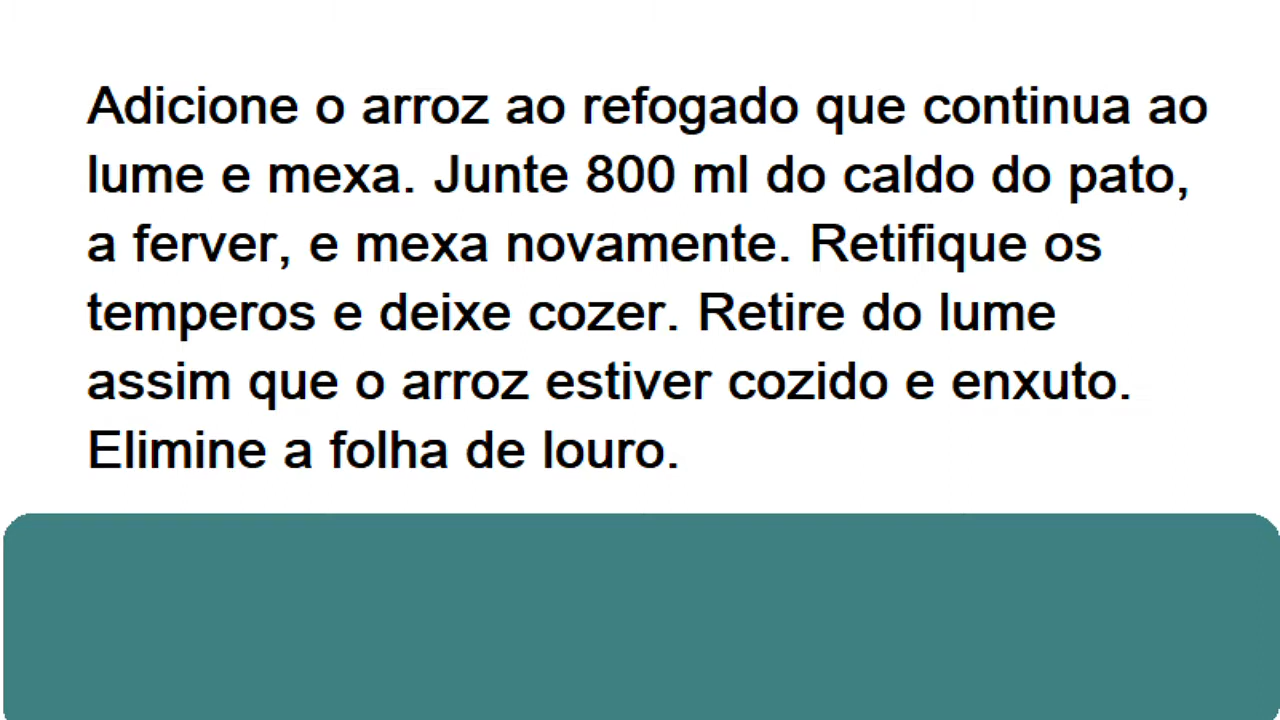 Adicione o arroz ao refogado que continua ao
lume e mexa. Junte 800 ml do caldo do pato,
a ferver, e mexa novamente. Retifique os
temperos e deixe cozer. Retire do lume
assim que o arroz estiver cozido e enxuto.
Elimine a folha de louro.